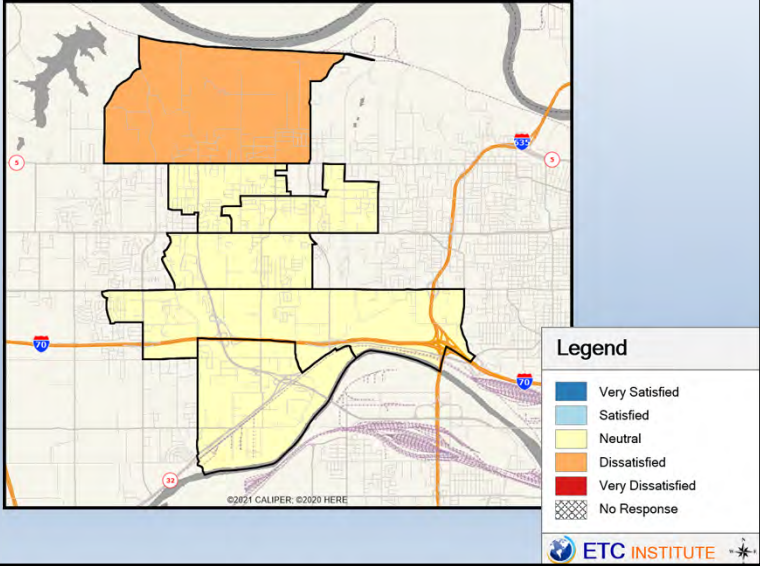 635
5
5
70
70
32
©2021 CALIPER; ©2020 HERE
Legend
Very Satisfied
Satisfied
Neutral
Dissatisfied
Very Dissatisfied
No Response
ETC INSTITUTE